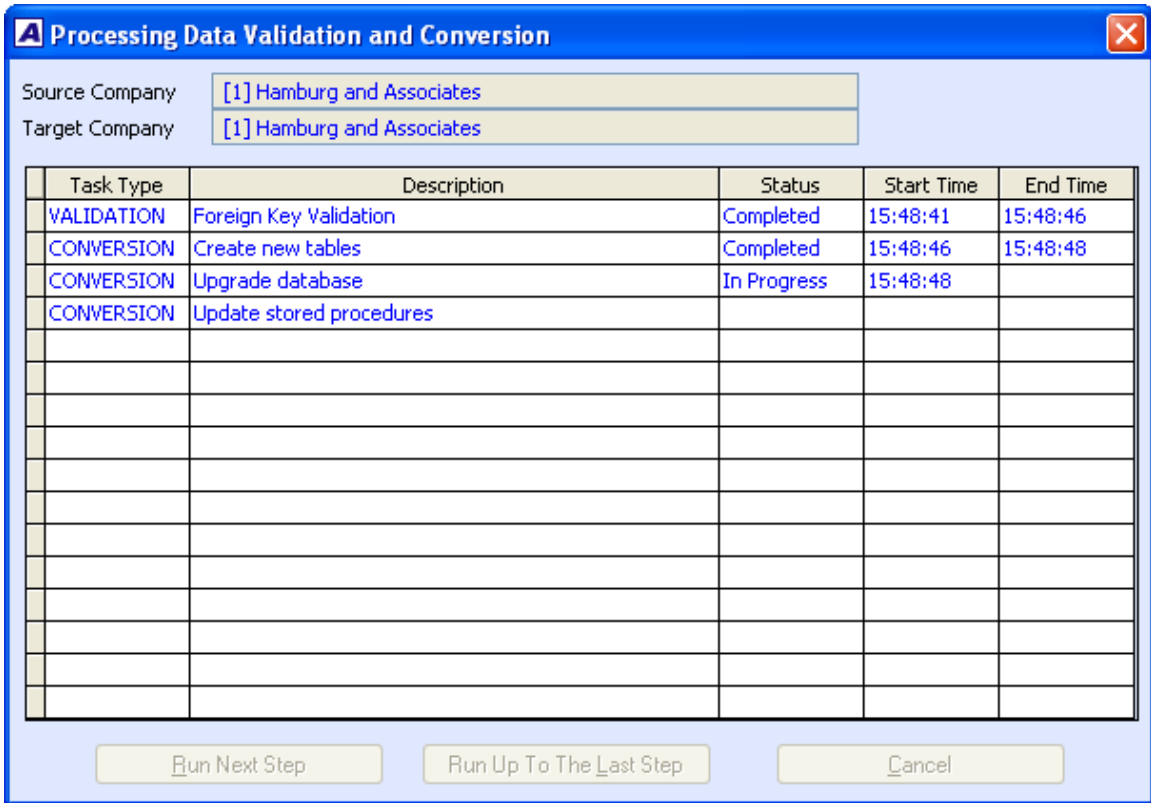 A Processing Data Validation and Conversion
Source Company [1] Hamburg and Associates
Target Company [1] Hamburg and Associates
Task Type Description Status Start Time End Time
VALIDATION Foreign Key Validation Completed 15:48:41 15:48:46
CONVERSION Create new tables Completed 15:48:46 15:48:48
CONVERSION Upgrade database In Progress 15:48:48
CONVERSION Update stored procedures
Run Next Step Run Up To The Last Step Cancel